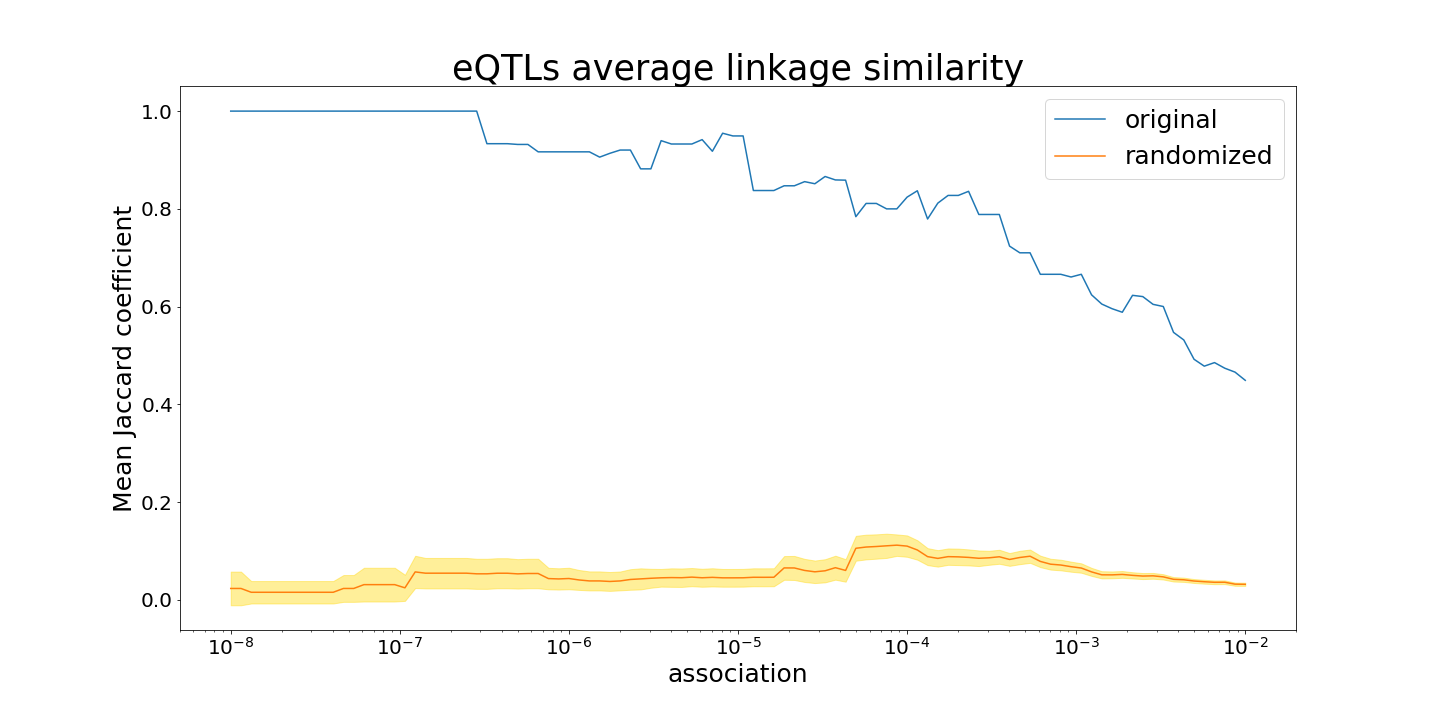 eQTLs average linkage similarity
original
randomized
Mean Jaccard coefficient
1.0
0.8
0.6
0.4
0.2
0.0
10⁻⁸ 10⁻⁷ 10⁻⁶ 10⁻⁵ 10⁻⁴ 10⁻³ 10⁻²
association